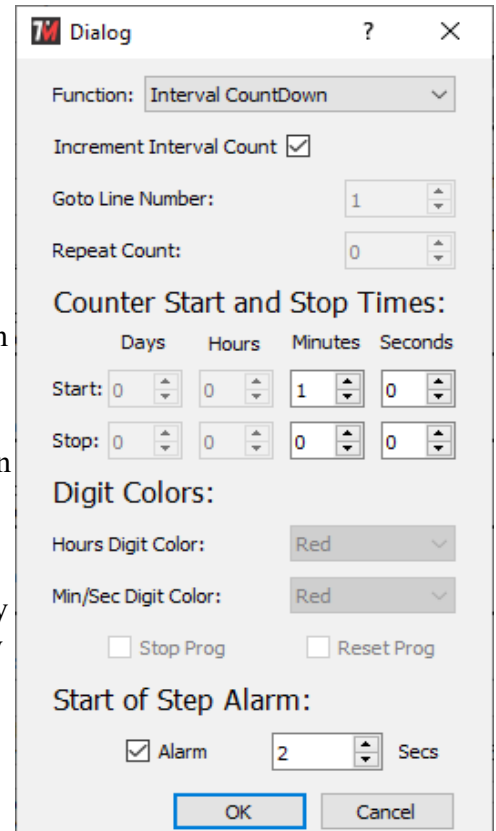 Dialog ? ×
Function: Interval CountDown
Increment Interval Count
Goto Line Number: 1
Repeat Count: 0
Counter Start and Stop Times:
Days Hours Minutes Seconds
Start: 0 0 1 0
Stop: 0 0 0 0
Digit Colors:
Hours Digit Color: Red
Min/Sec Digit Color: Red
Stop Prog Reset Prog
Start of Step Alarm:
Alarm 2 Secs
OK Cancel